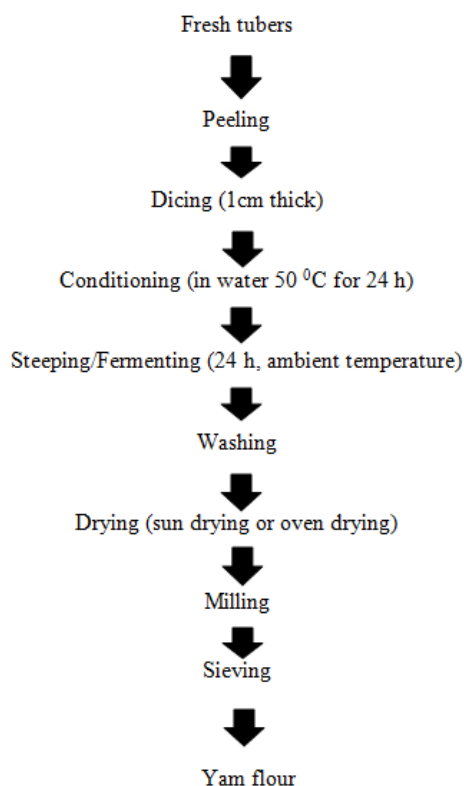 Fresh tubers
Peeling
Dicing (1cm thick)
Conditioning (in water 50 ⁰C for 24 h)
Steeping/Fermenting (24 h, ambient temperature)
Washing
Drying (sun drying or oven drying)
Milling
Sieving
Yam flour